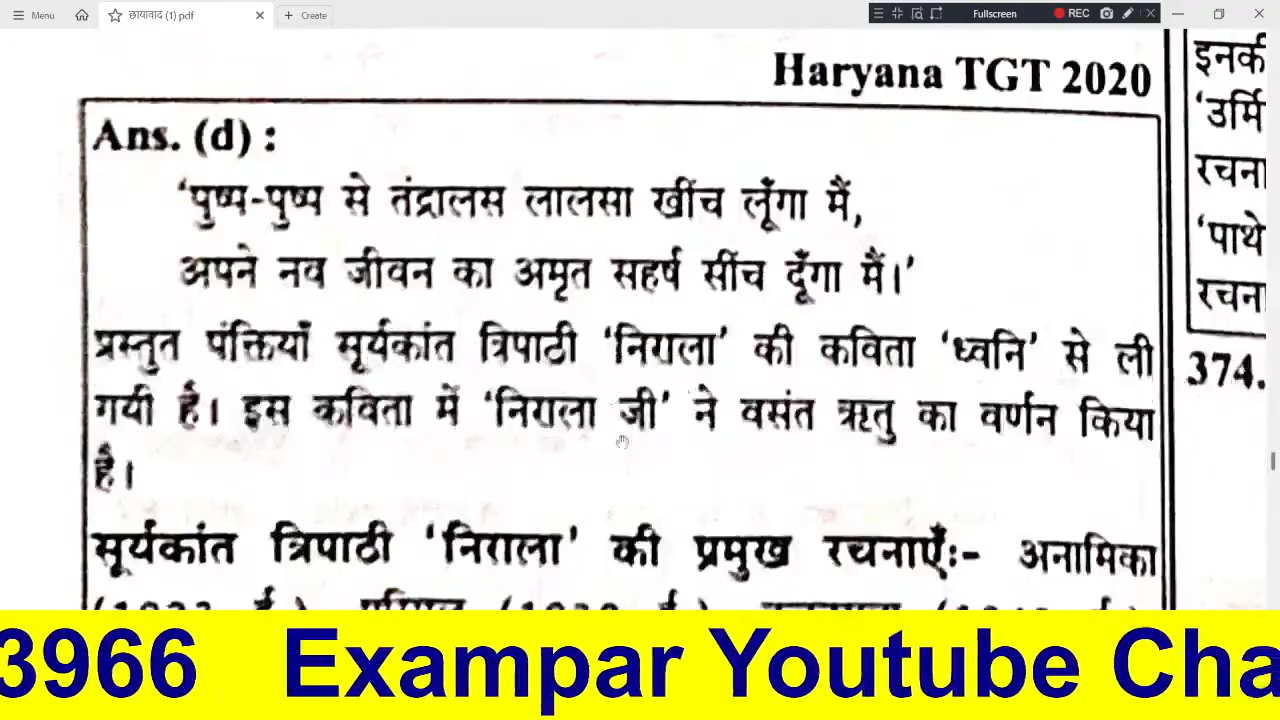 Menu
छायावाद (1).pdf
Create
Fullscreen
REC
Haryana TGT 2020
Ans. (d) :
‘पुष्प-पुष्प से तंद्रालस लालसा खींच लूँगा मैं,
अपने नव जीवन का अमृत सहर्ष सींच दूँगा मैं।’
प्रस्तुत पंक्तियाँ सूर्यकांत त्रिपाठी ‘निराला’ की कविता ‘ध्वनि’ से ली
गयी है। इस कविता में ‘निराला जी’ ने वसंत ऋतु का वर्णन किया
है।
सूर्यकांत त्रिपाठी ‘निराला’ की प्रमुख रचनाएँ:- अनामिका
इनकी
‘उर्मि
रचना
‘पाथे
रचना
374.
3966 Exampar Youtube Cha